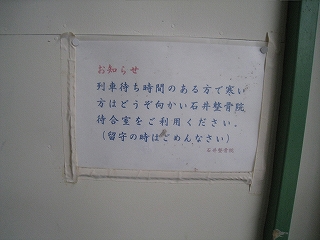 お知らせ
列車待ち時間のある方で寒い
方はどうぞ向かい石井整骨院
待合室をご利用ください。
(留守の時はごめんなさい)
石井整骨院